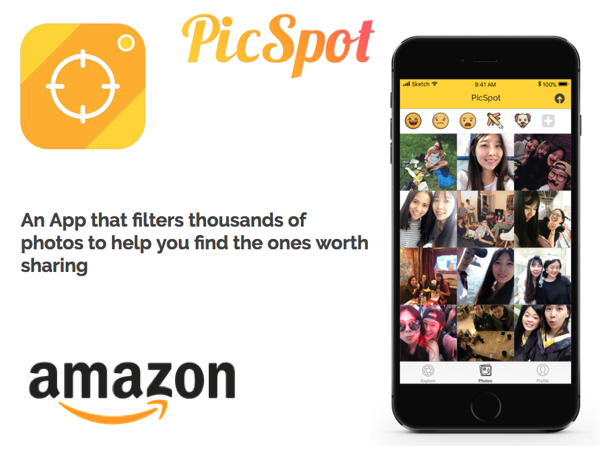 PicSpot
Sketch 9:41 AM 100%
PicSpot
An App that filters thousands of
photos to help you find the ones worth
sharing
Explore Photos Profile
amazon